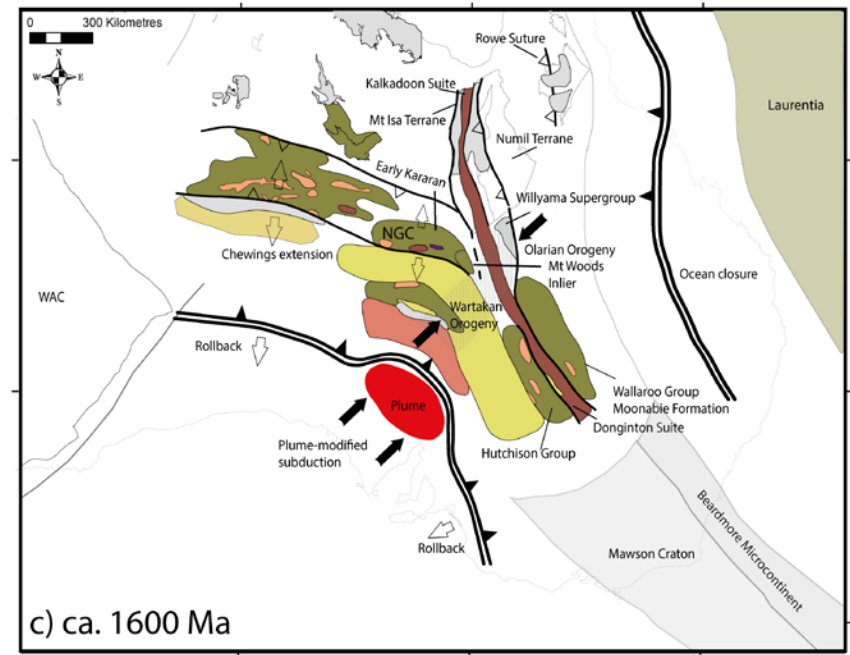 0 300 Kilometres
N
W E
S
Rowe Suture
Kalkadoon Suite
Laurentia
Mt Isa Terrane
Numil Terrane
Early Kararan
Willyama Supergroup
NGC
Olarian Orogeny
Chewings extension
Mt Woods
Inlier
Ocean closure
WAC
Wartakan
Orogeny
Rollback
Plume
Wallaroo Group
Moonabie Formation
Donginton Suite
Plume-modified
subduction
Hutchison Group
Beardmore Microcontinent
Rollback
Mawson Craton
c) ca. 1600 Ma